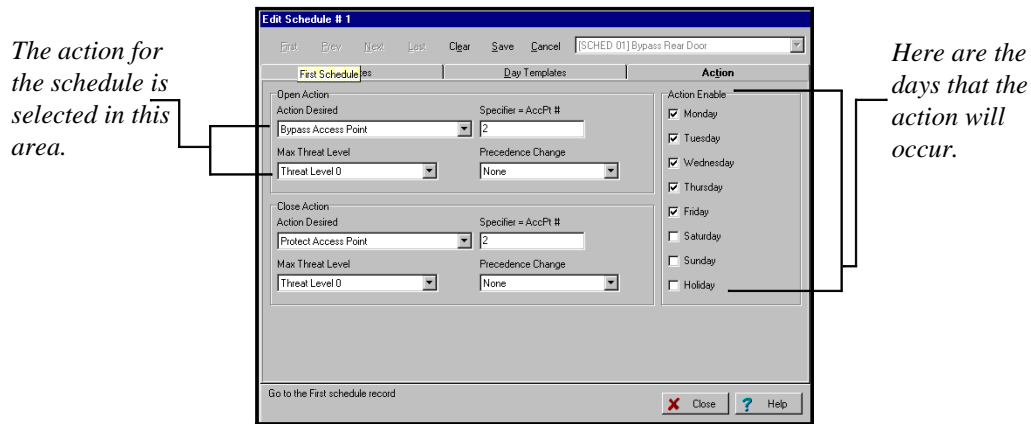 The action for
the schedule is
selected in this
area.
Edit Schedule # 1
First Prev Next Last Clear Save Cancel [SCHED 01] Bypass Rear Door
First Schedule Day Templates Action
Open Action
Action Desired Specifier = AccPt #
Bypass Access Point 2
Max Threat Level Precedence Change
Threat Level 0 None
Close Action
Action Desired Specifier = AccPt #
Protect Access Point 2
Max Threat Level Precedence Change
Threat Level 0 None
Action Enable
Monday
Tuesday
Wednesday
Thursday
Friday
Saturday
Sunday
Holiday
Go to the First schedule record
Close Help
Here are the
days that the
action will
occur.